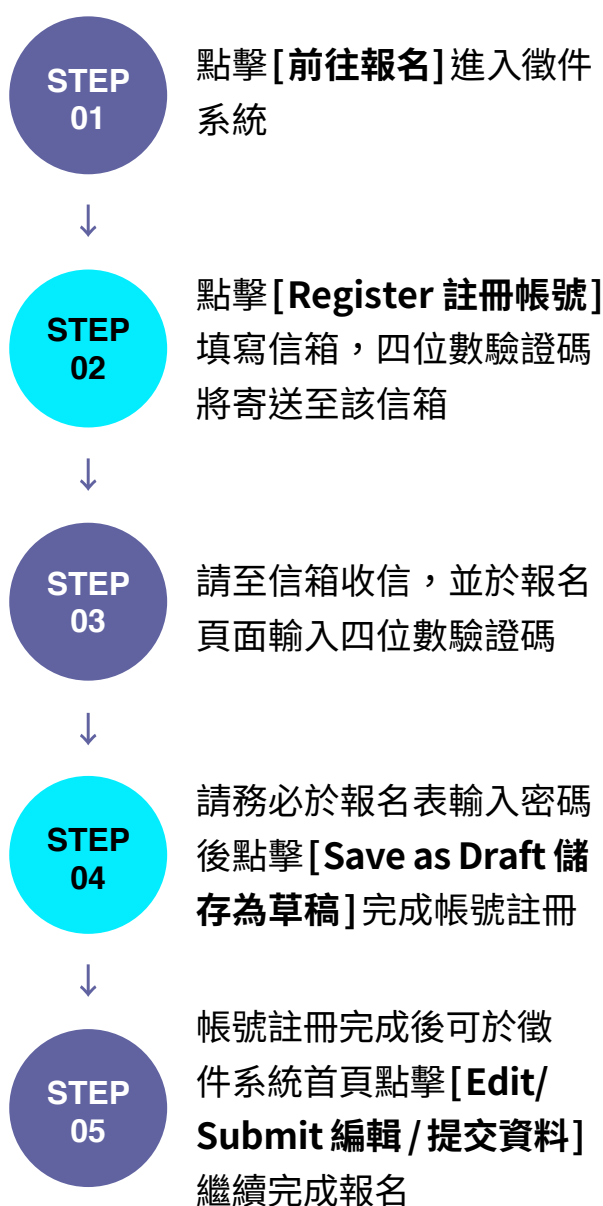 STEP
01
點擊[前往報名]進入徵件
系統
↓
STEP
02
點擊[Register 註冊帳號]
填寫信箱，四位數驗證碼
將寄送至該信箱
↓
STEP
03
請至信箱收信，並於報名
頁面輸入四位數驗證碼
↓
STEP
04
請務必於報名表輸入密碼
後點擊[Save as Draft 儲
存為草稿]完成帳號註冊
↓
STEP
05
帳號註冊完成後可於徵
件系統首頁點擊[Edit/
Submit 編輯 / 提交資料]
繼續完成報名